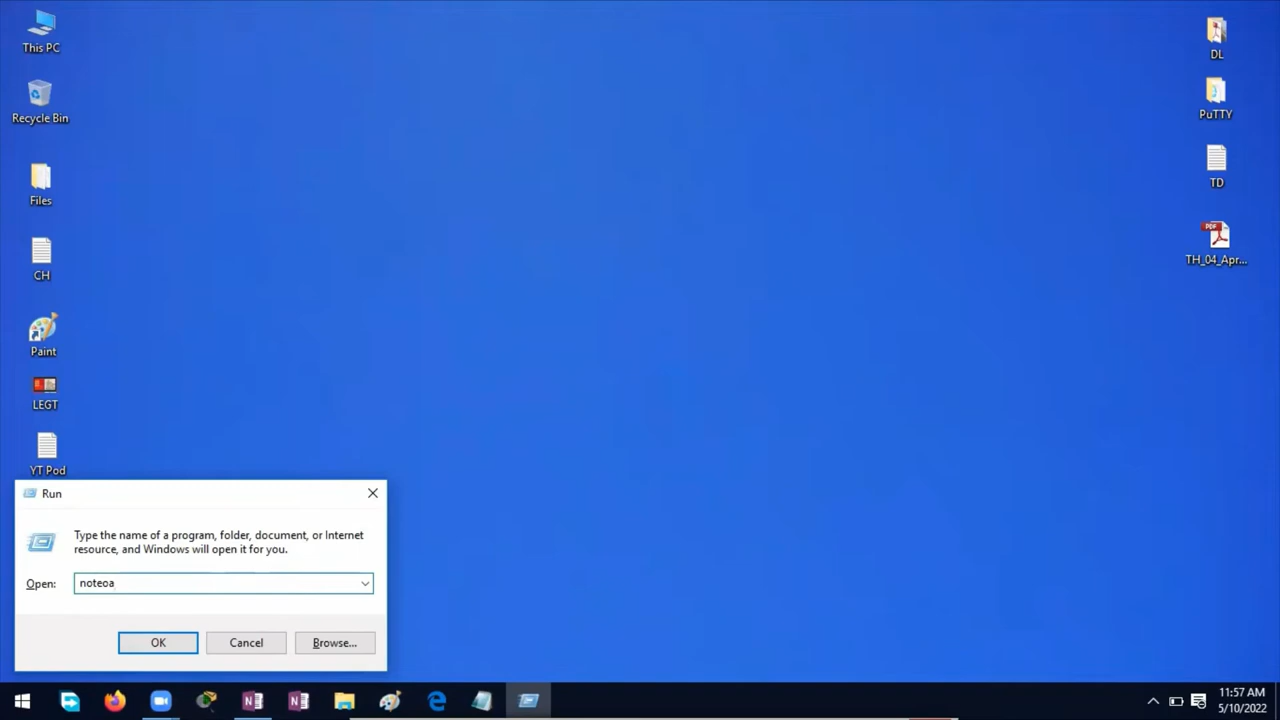 This PC
Recycle Bin
Files
CH
Paint
LEGT
YT Pod
DL
PuTTY
TD
PDF
TH_04_Apr...
Run
Type the name of a program, folder, document, or Internet
resource, and Windows will open it for you.
Open:
noteoa
OK
Cancel
Browse...
11:57 AM
5/10/2022